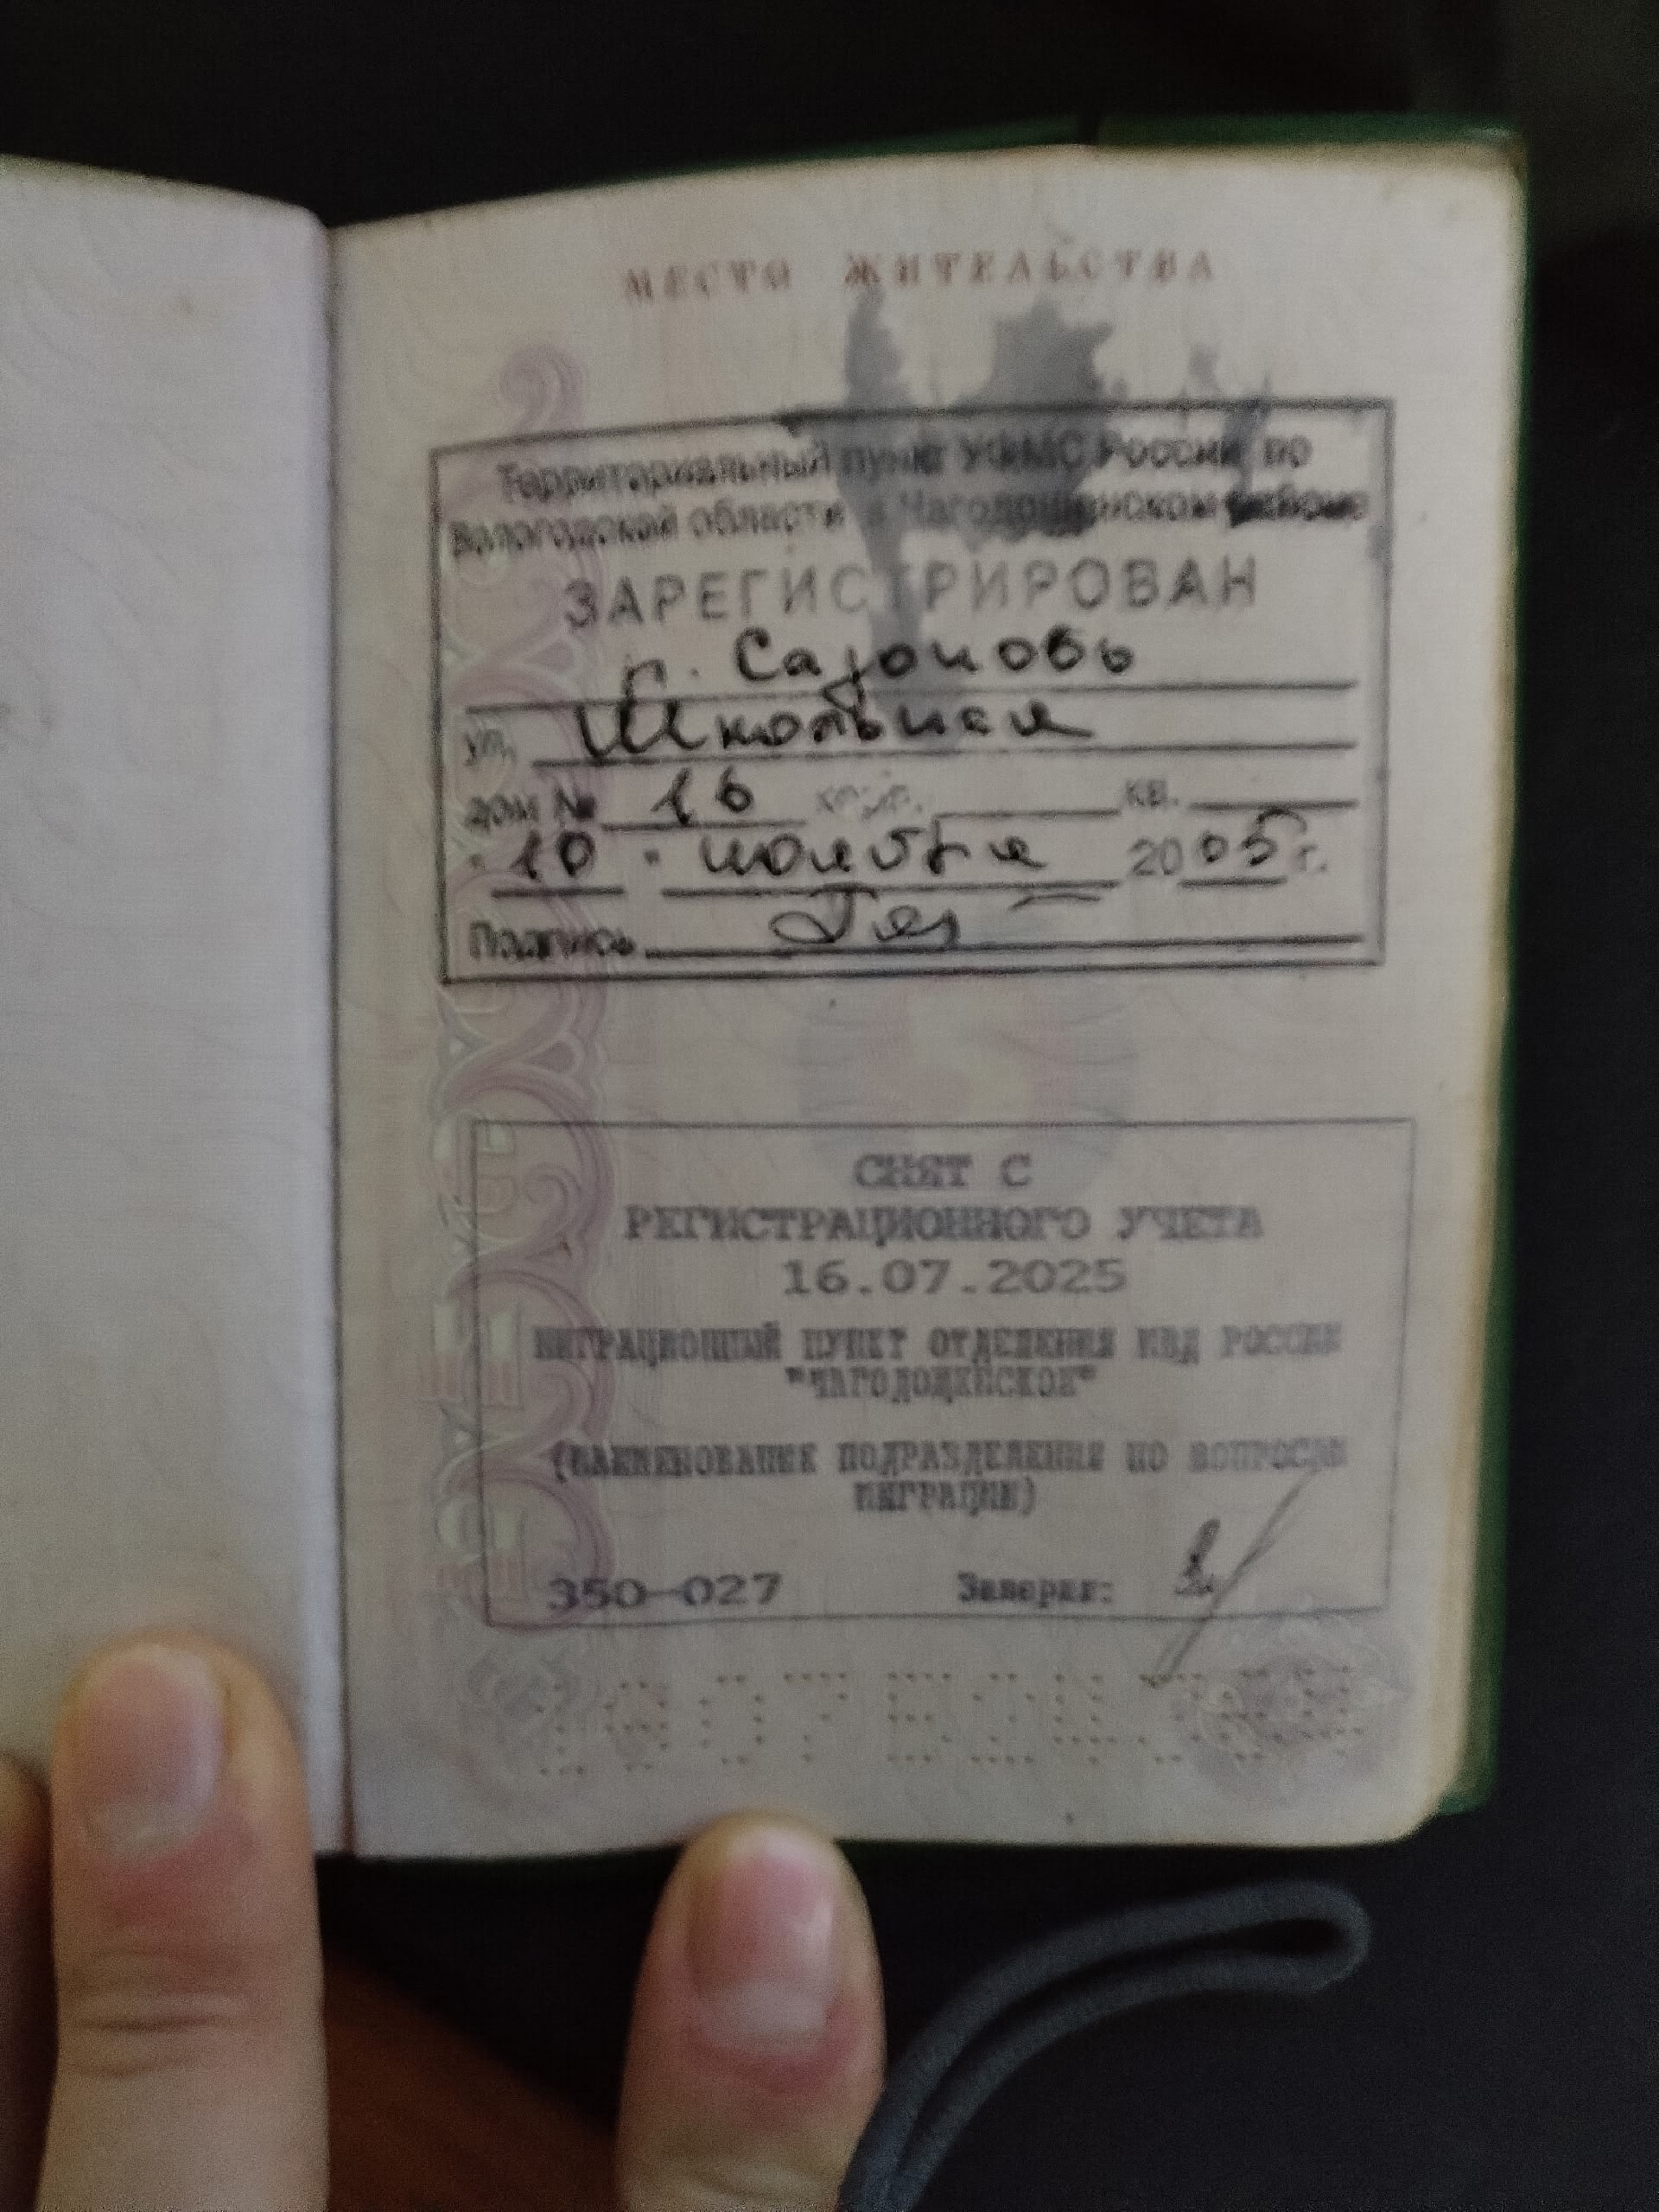 МЕСТО ЖИТЕЛЬСТВА
Территориальный пункт УФМС России по
Вологодской области в Чагодощенском районе
ЗАРЕГИСТРИРОВАН
п. Сазоново
ул. Школьная
дом № 16 корп. кв.
"10" ноября 2005 г.
Подпись
СНЯТ С
РЕГИСТРАЦИОННОГО УЧЕТА
16.07.2025
МИГРАЦИОННЫЙ ПУНКТ ОТДЕЛЕНИЯ МВД РОССИИ
"ЧАГОДОЩЕНСКОЕ"
(НАИМЕНОВАНИЕ ПОДРАЗДЕЛЕНИЯ ПО ВОПРОСАМ
МИГРАЦИИ)
350-027 Заверил: